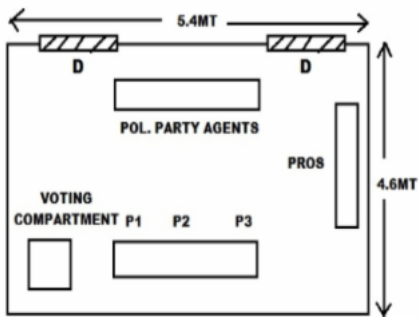 5.4MT
D D
POL. PARTY AGENTS
PROS
4.6MT
VOTING
COMPARTMENT
P1 P2 P3